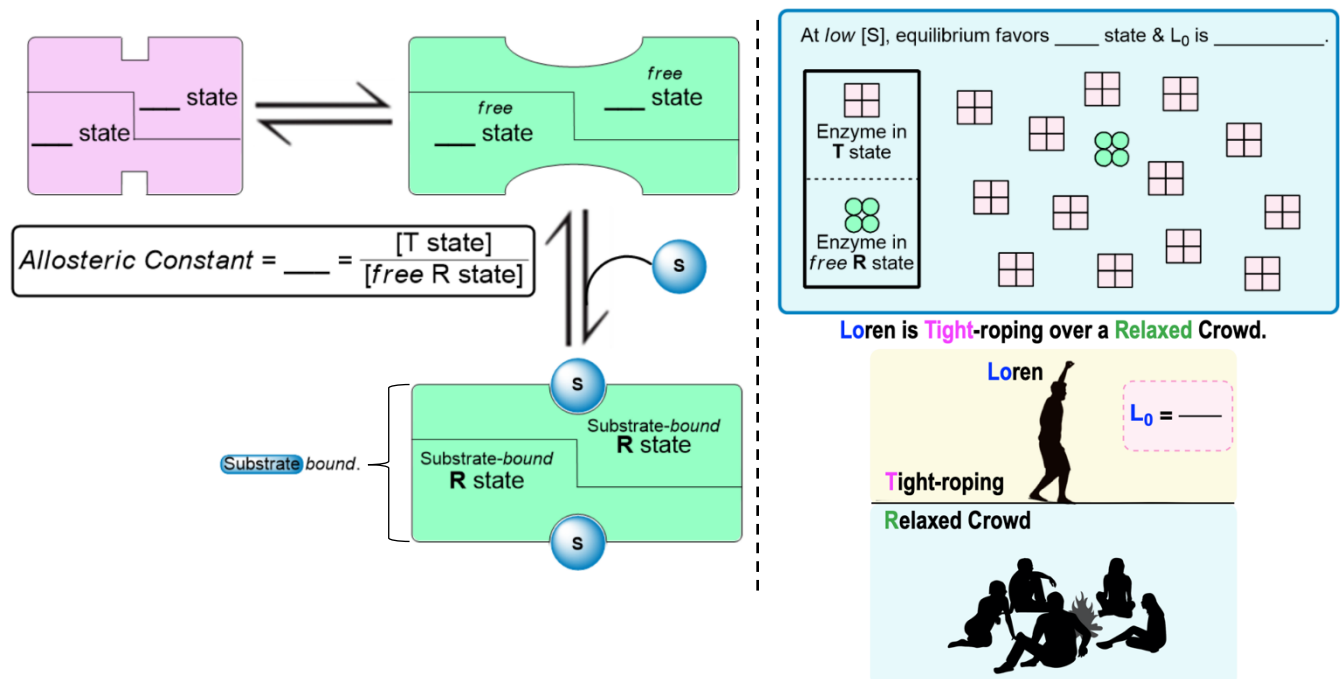 ___ state
___ state
free
___ state
free
___ state
Allosteric Constant = ___ = [T state]
[free R state]
S
S
Substrate-bound
R state
Substrate-bound
R state
Substrate bound.
S
At low [S], equilibrium favors ____ state & L₀ is __________.
Enzyme in
T state
Enzyme in
free R state
Loren is Tight-roping over a Relaxed Crowd.
Loren
L₀ = ___
Tight-roping
Relaxed Crowd